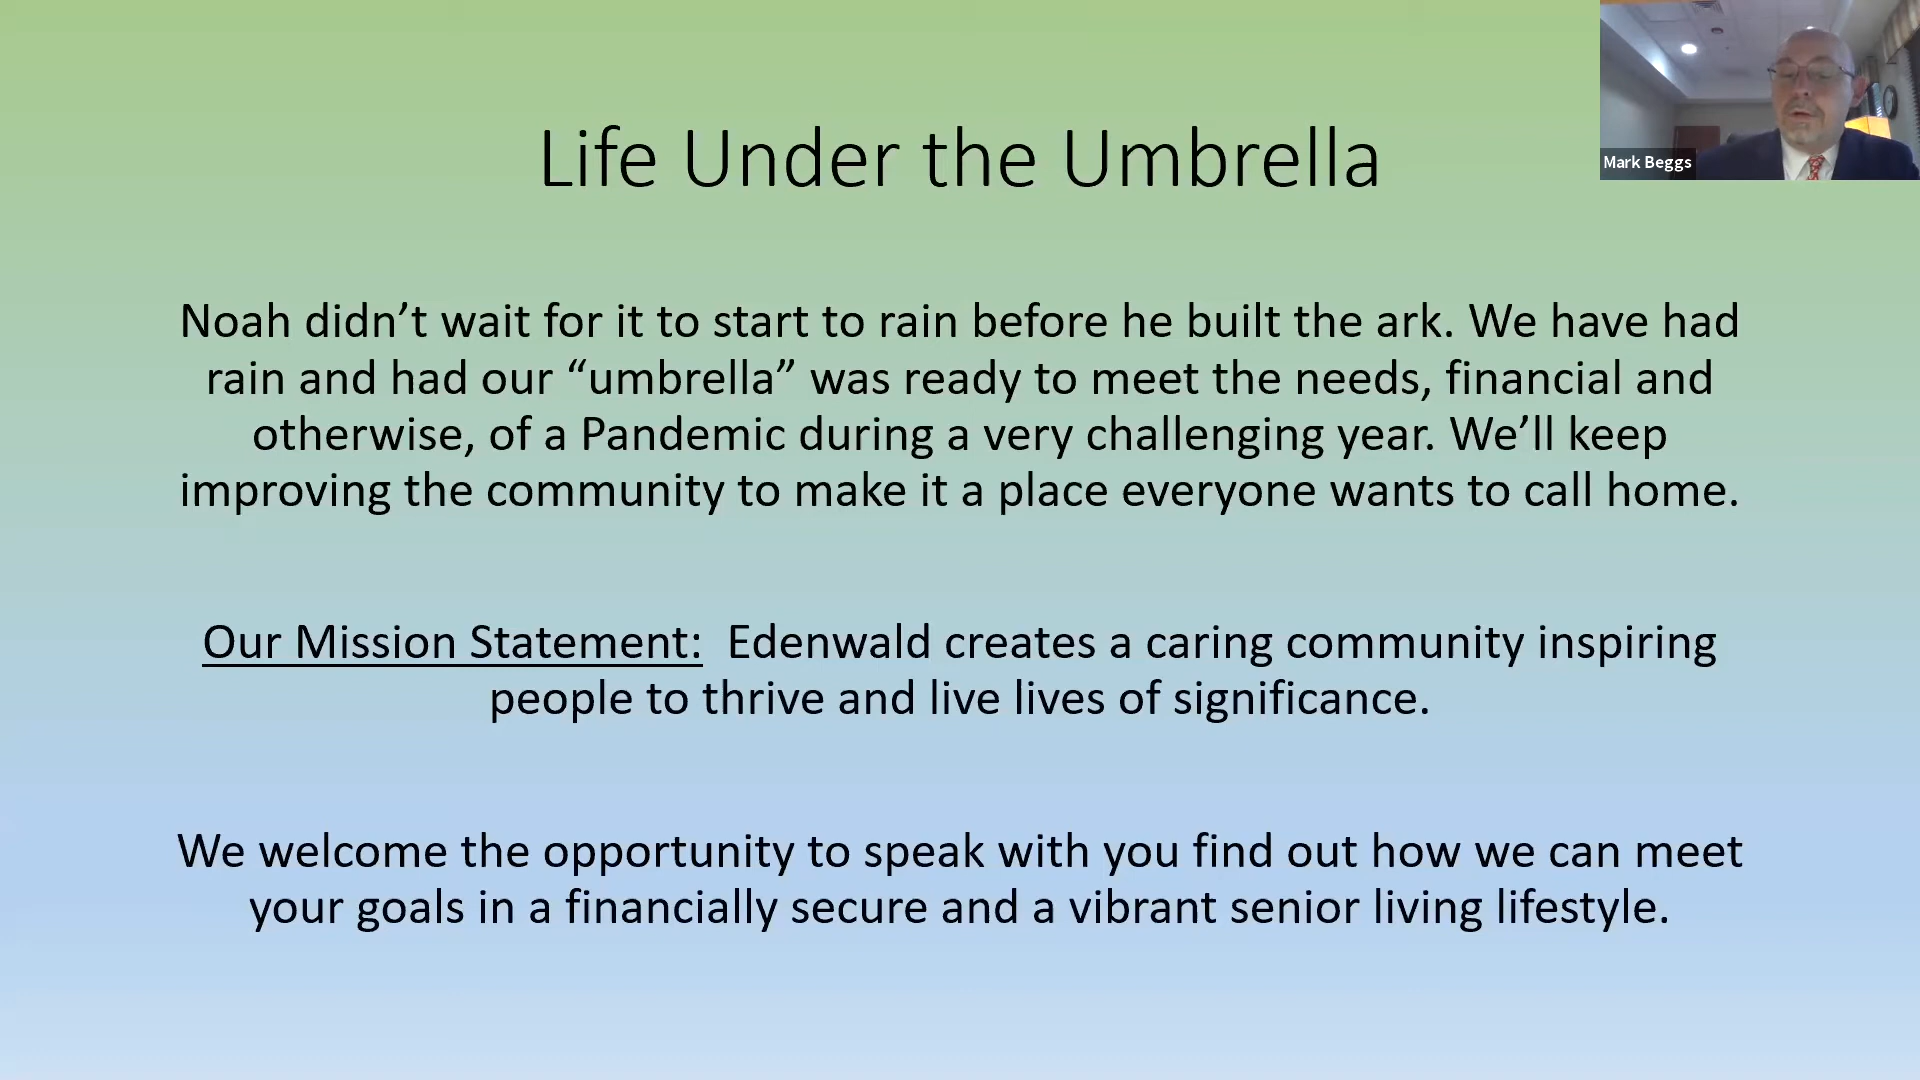 Life Under the Umbrella
Mark Beggs
Noah didn’t wait for it to start to rain before he built the ark. We have had
rain and had our “umbrella” was ready to meet the needs, financial and
otherwise, of a Pandemic during a very challenging year. We’ll keep
improving the community to make it a place everyone wants to call home.
Our Mission Statement:  Edenwald creates a caring community inspiring
people to thrive and live lives of significance.
We welcome the opportunity to speak with you find out how we can meet
your goals in a financially secure and a vibrant senior living lifestyle.